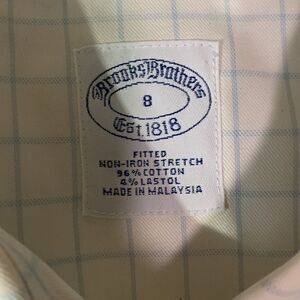 Brooks Brothers
8
Est. 1818
FITTED
NON-IRON STRETCH
96% COTTON
4% LASTOL
MADE IN MALAYSIA